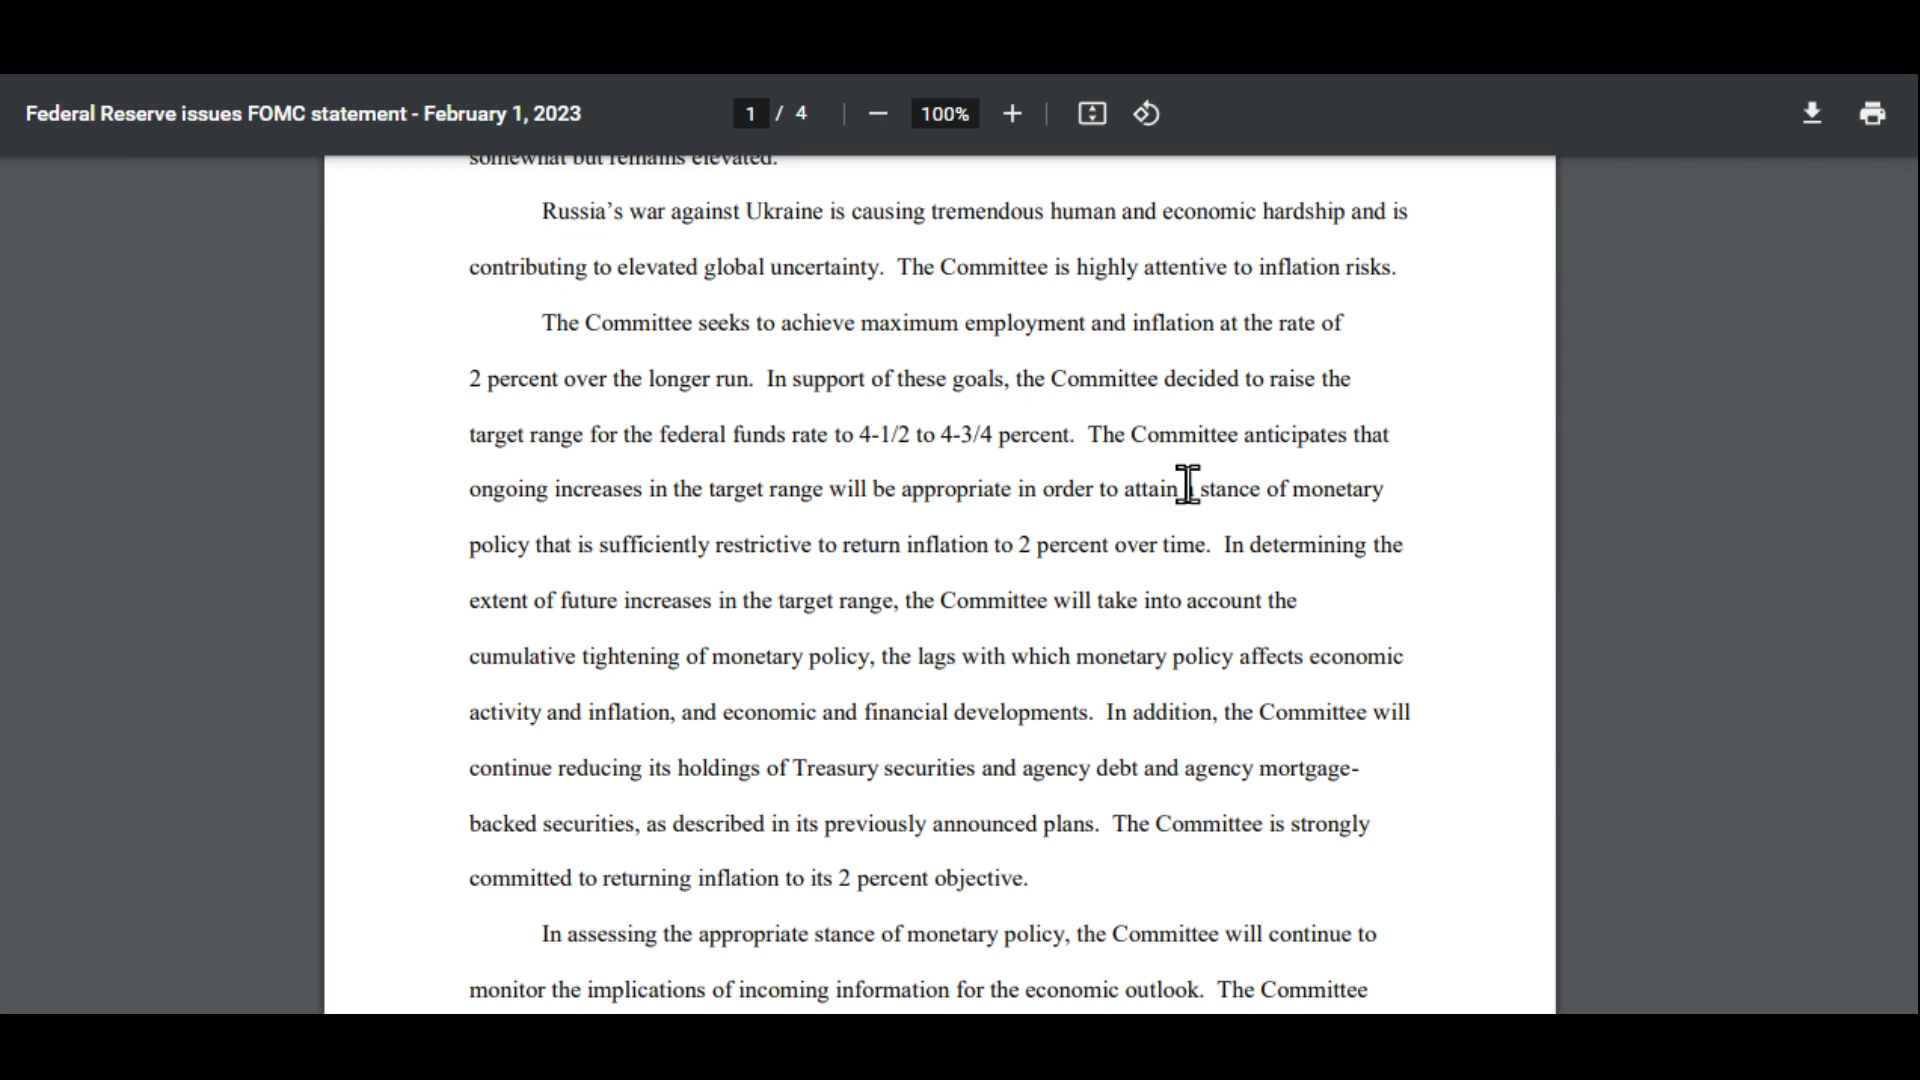 Federal Reserve issues FOMC statement - February 1, 2023
1 / 4
100%
somewhat but remains elevated.
Russia’s war against Ukraine is causing tremendous human and economic hardship and is
contributing to elevated global uncertainty. The Committee is highly attentive to inflation risks.
The Committee seeks to achieve maximum employment and inflation at the rate of
2 percent over the longer run. In support of these goals, the Committee decided to raise the
target range for the federal funds rate to 4-1/2 to 4-3/4 percent. The Committee anticipates that
ongoing increases in the target range will be appropriate in order to attain stance of monetary
policy that is sufficiently restrictive to return inflation to 2 percent over time. In determining the
extent of future increases in the target range, the Committee will take into account the
cumulative tightening of monetary policy, the lags with which monetary policy affects economic
activity and inflation, and economic and financial developments. In addition, the Committee will
continue reducing its holdings of Treasury securities and agency debt and agency mortgage-
backed securities, as described in its previously announced plans. The Committee is strongly
committed to returning inflation to its 2 percent objective.
In assessing the appropriate stance of monetary policy, the Committee will continue to
monitor the implications of incoming information for the economic outlook. The Committee